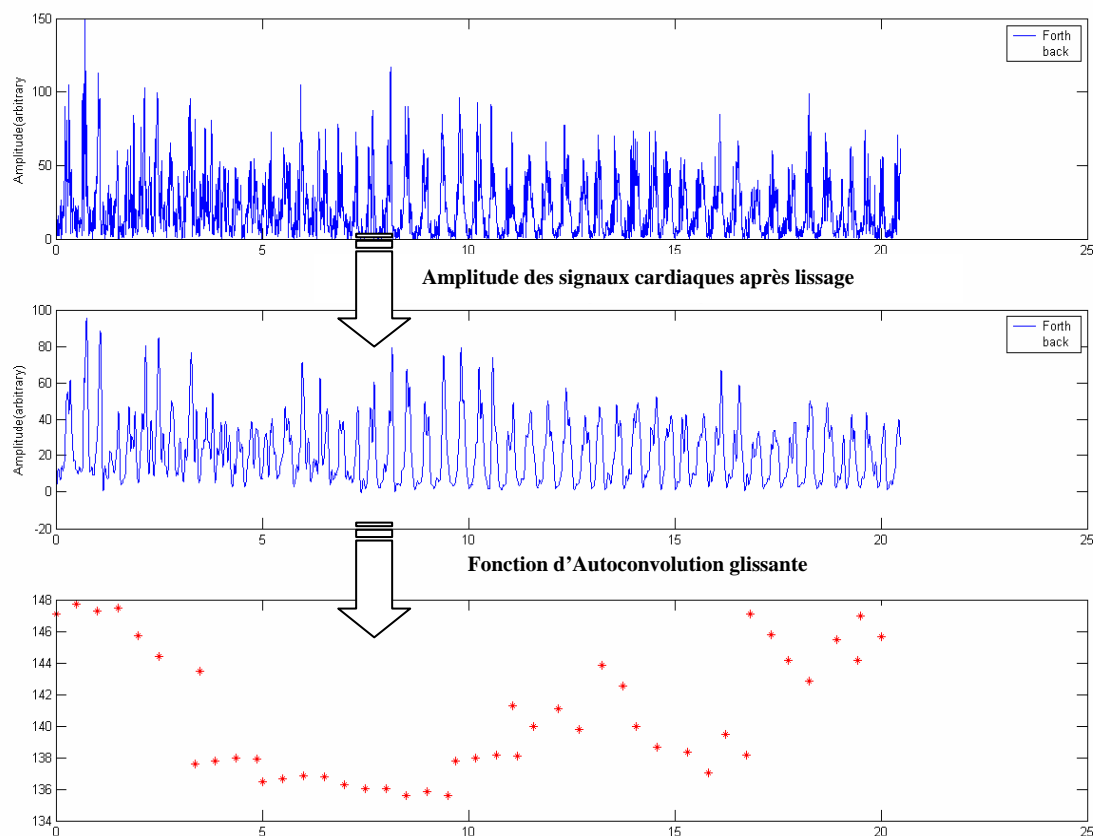 150
100
50
0
Amplitude(arbitrary
Forth
back
0 5 10 15 20 25
Amplitude des signaux cardiaques après lissage
100
80
60
40
20
0
-20
Amplitude(arbitrary)
Forth
back
0 5 10 15 20 25
Fonction d’Autoconvolution glissante
148
146
144
142
140
138
136
134
0 5 10 15 20 25